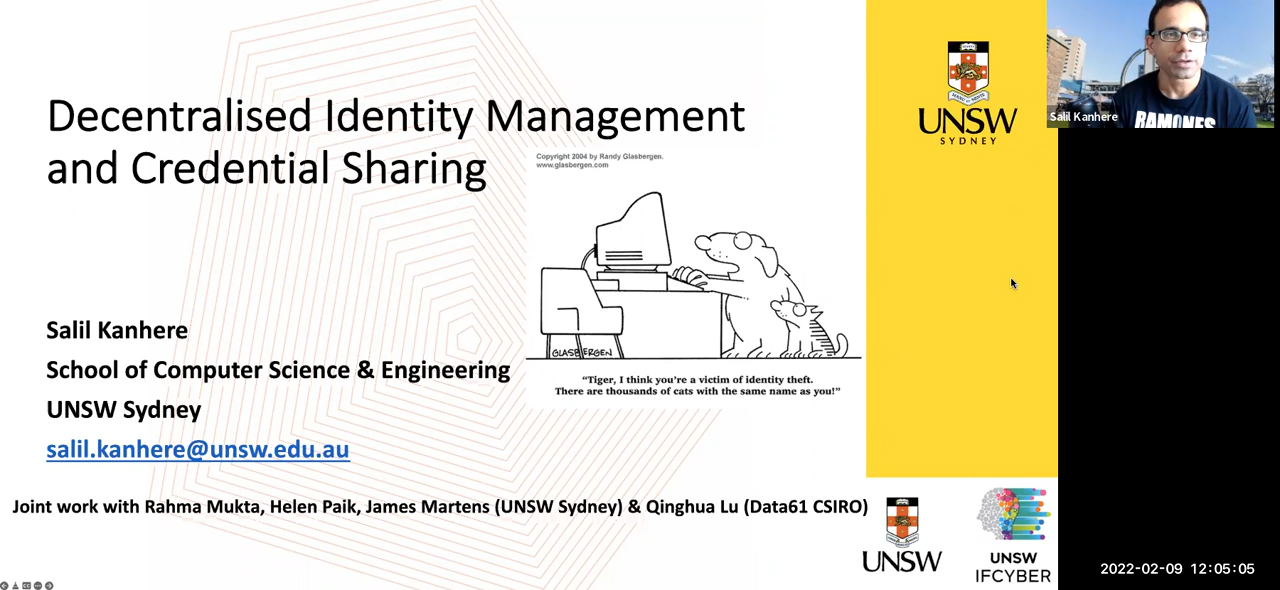 Decentralised Identity Management
and Credential Sharing
Copyright 2004 by Randy Glasbergen.
www.glasbergen.com
GLASBERGEN
“Tiger, I think you’re a victim of identity theft.
There are thousands of cats with the same name as you!”
Salil Kanhere
School of Computer Science & Engineering
UNSW Sydney
salil.kanhere@unsw.edu.au
Joint work with Rahma Mukta, Helen Paik, James Martens (UNSW Sydney) & Qinghua Lu (Data61 CSIRO)
UNSW
SYDNEY
Salil Kanhere
RAMONES
UNSW
UNSW
IFCYBER
2022-02-09 12:05:05